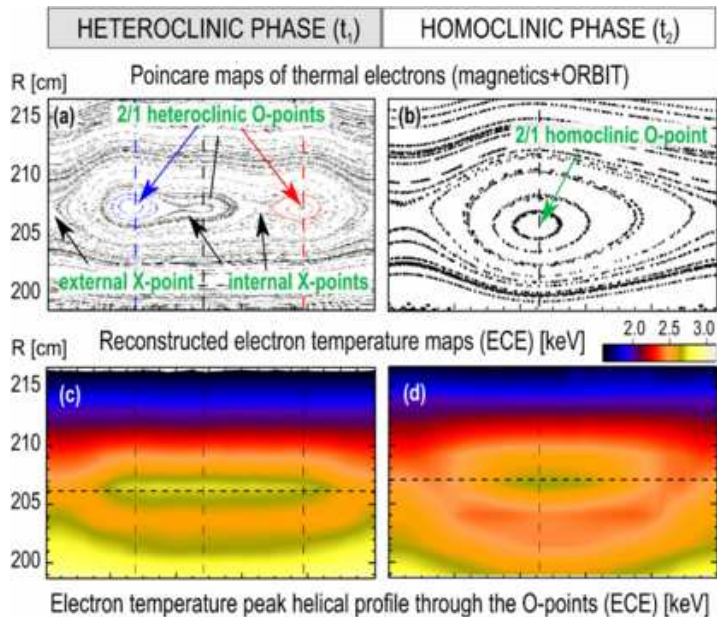 HETEROCLINIC PHASE (t₁) HOMOCLINIC PHASE (t₂)
R [cm] Poincare maps of thermal electrons (magnetics+ORBIT)
215
(a) 2/1 heteroclinic O-points (b)
2/1 homoclinic O-point
210
205
external X-point internal X-points
200
2.0 2.5 3.0
R [cm] Reconstructed electron temperature maps (ECE) [keV]
215
(c) (d)
210
205
200
Electron temperature peak helical profile through the O-points (ECE) [keV]